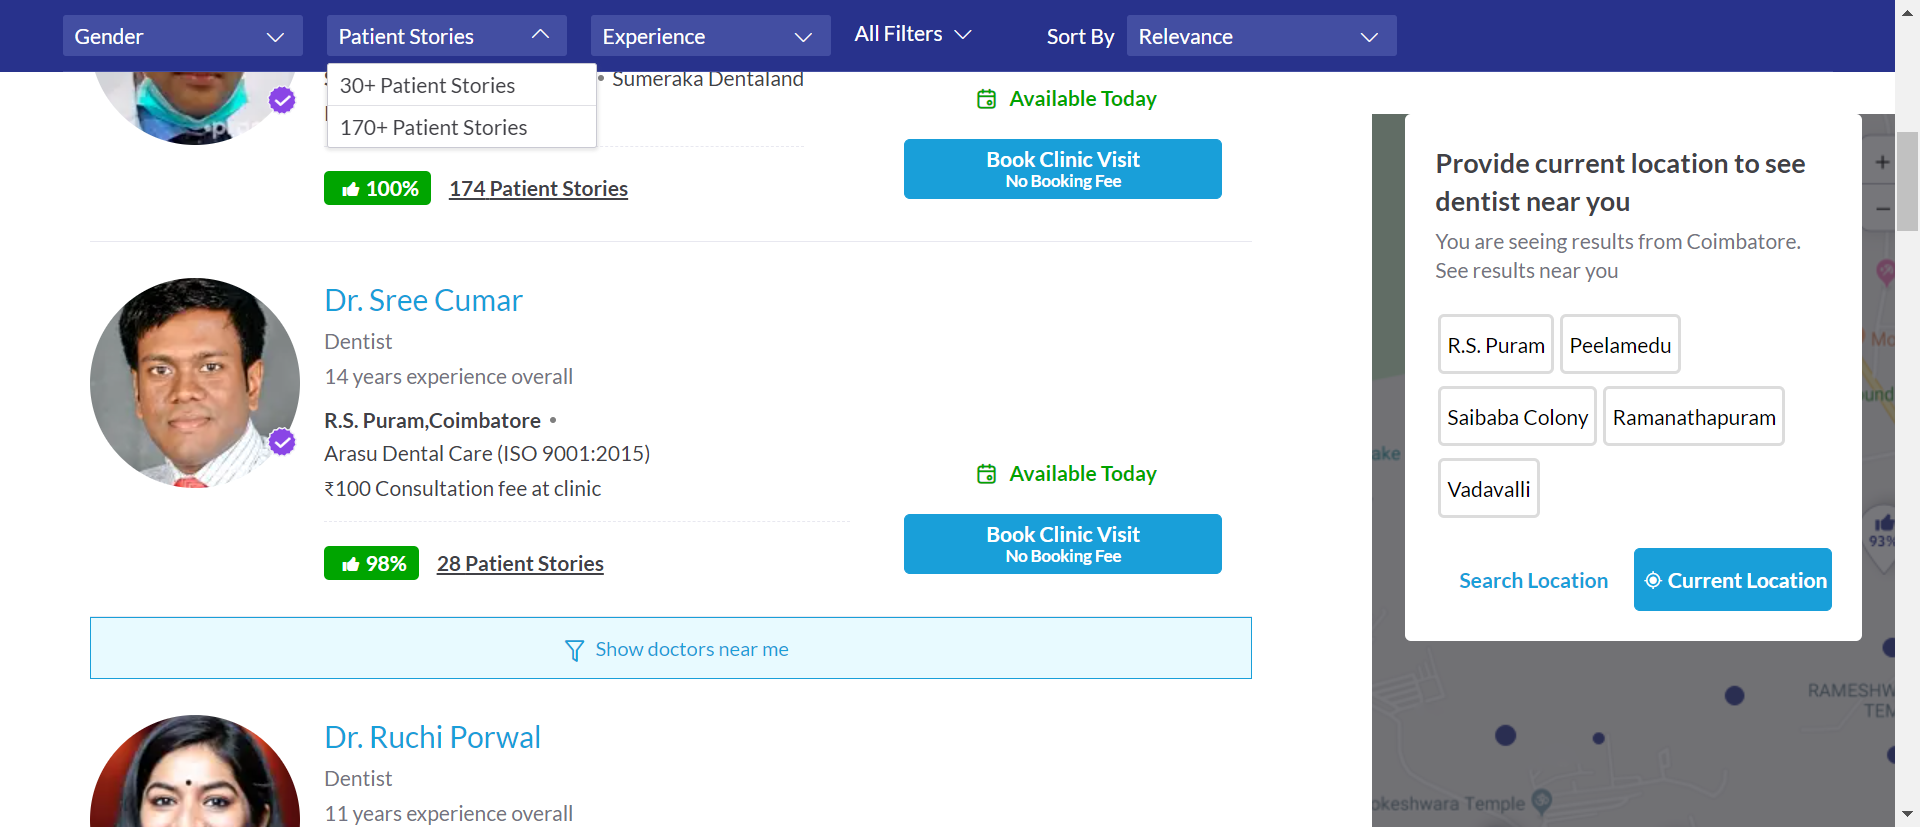 Gender
Patient Stories
Experience
All Filters
Sort By
Relevance
30+ Patient Stories
170+ Patient Stories
• Sumeraka Dentaland
100%
174 Patient Stories
Available Today
Book Clinic Visit
No Booking Fee
Dr. Sree Cumar
Dentist
14 years experience overall
R.S. Puram,Coimbatore •
Arasu Dental Care (ISO 9001:2015)
₹100 Consultation fee at clinic
98%
28 Patient Stories
Available Today
Book Clinic Visit
No Booking Fee
Show doctors near me
Dr. Ruchi Porwal
Dentist
11 years experience overall
Provide current location to see
dentist near you
You are seeing results from Coimbatore.
See results near you
R.S. Puram
Peelamedu
Saibaba Colony
Ramanathapuram
Vadavalli
Search Location
Current Location
+
−
93%
Temple